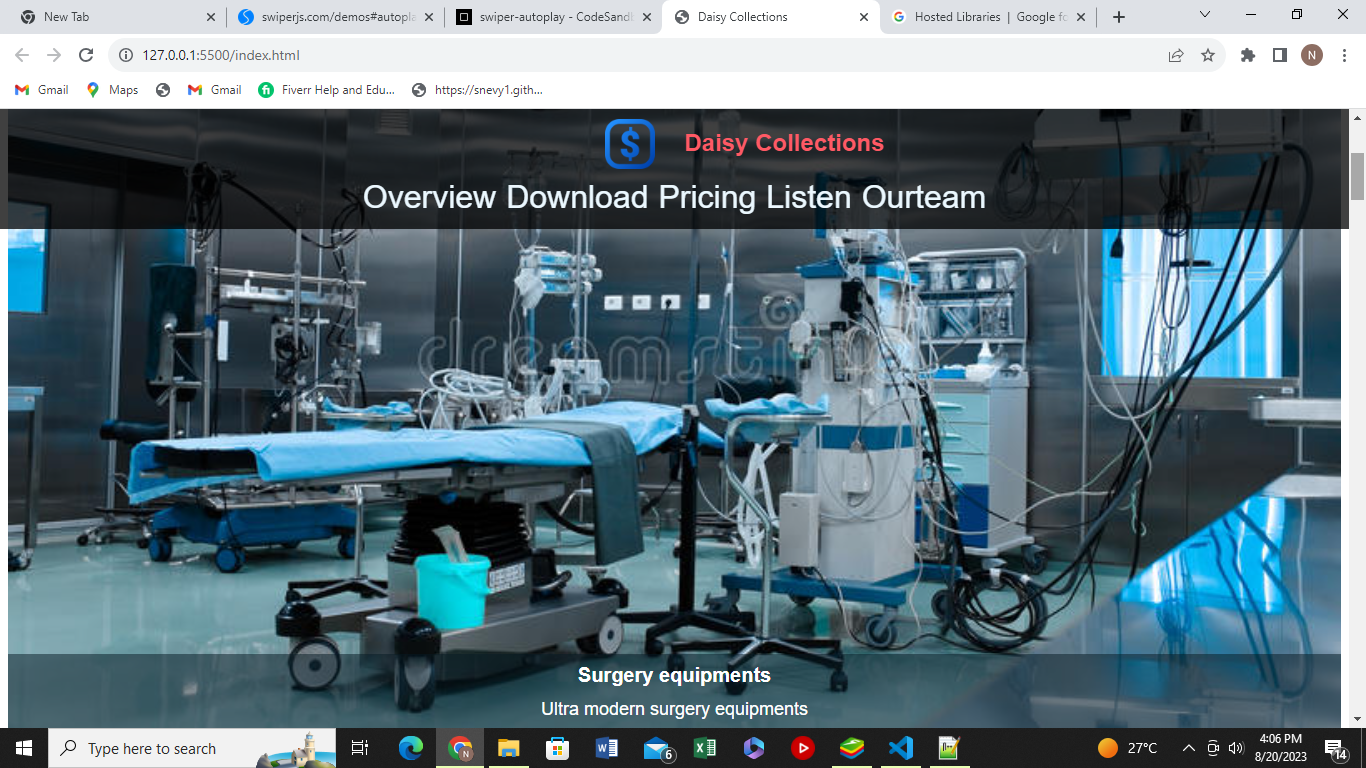 New Tab
swiperjs.com/demos#autopla
swiper-autoplay - CodeSandb
Daisy Collections
Hosted Libraries | Google fo
127.0.0.1:5500/index.html
N
Gmail
Maps
Gmail
Fiverr Help and Edu...
https://snevy1.gith...
$ Daisy Collections
Overview Download Pricing Listen Ourteam
dreamstime
Surgery equipments
Ultra modern surgery equipments
Type here to search
6
27°C
4:06 PM
8/20/2023
14